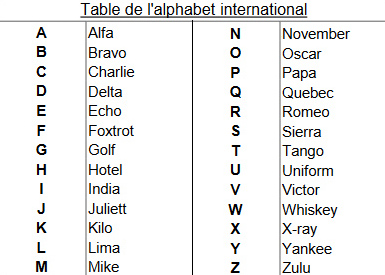 Table de l'alphabet international
A Alfa N November
B Bravo O Oscar
C Charlie P Papa
D Delta Q Quebec
E Echo R Romeo
F Foxtrot S Sierra
G Golf T Tango
H Hotel U Uniform
I India V Victor
J Juliett W Whiskey
K Kilo X X-ray
L Lima Y Yankee
M Mike Z Zulu